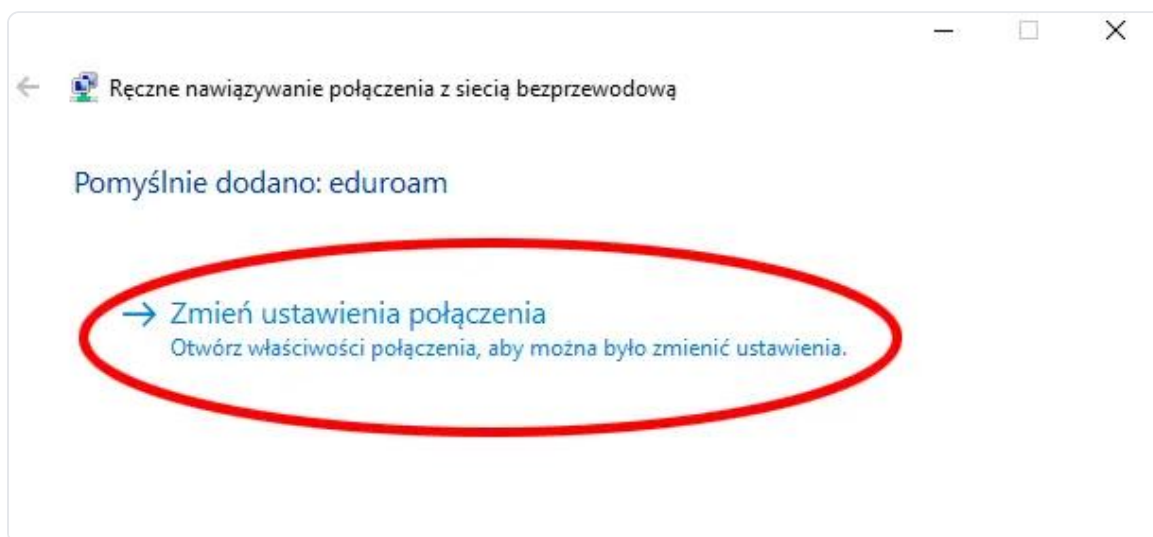 Ręczne nawiązywanie połączenia z siecią bezprzewodową
Pomyślnie dodano: eduroam
Zmień ustawienia połączenia
Otwórz właściwości połączenia, aby można było zmienić ustawienia.